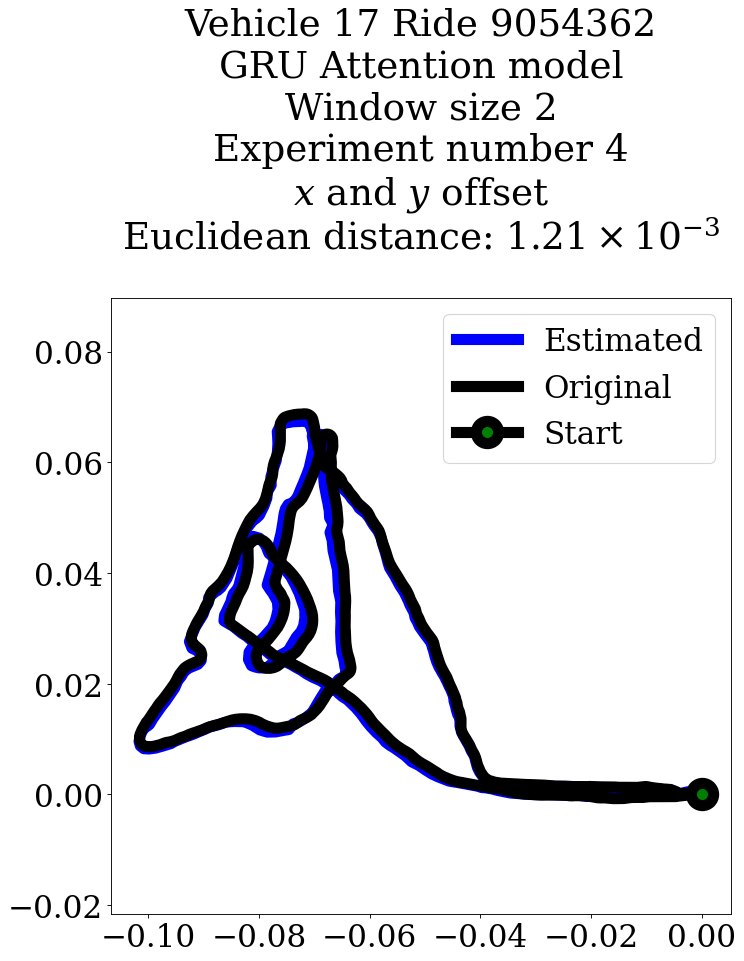 Vehicle 17 Ride 9054362
GRU Attention model
Window size 2
Experiment number 4
x and y offset
Euclidean distance: 1.21 × 10⁻³
Estimated
Original
Start
0.08
0.06
0.04
0.02
0.00
−0.02
−0.10 −0.08 −0.06 −0.04 −0.02 0.00